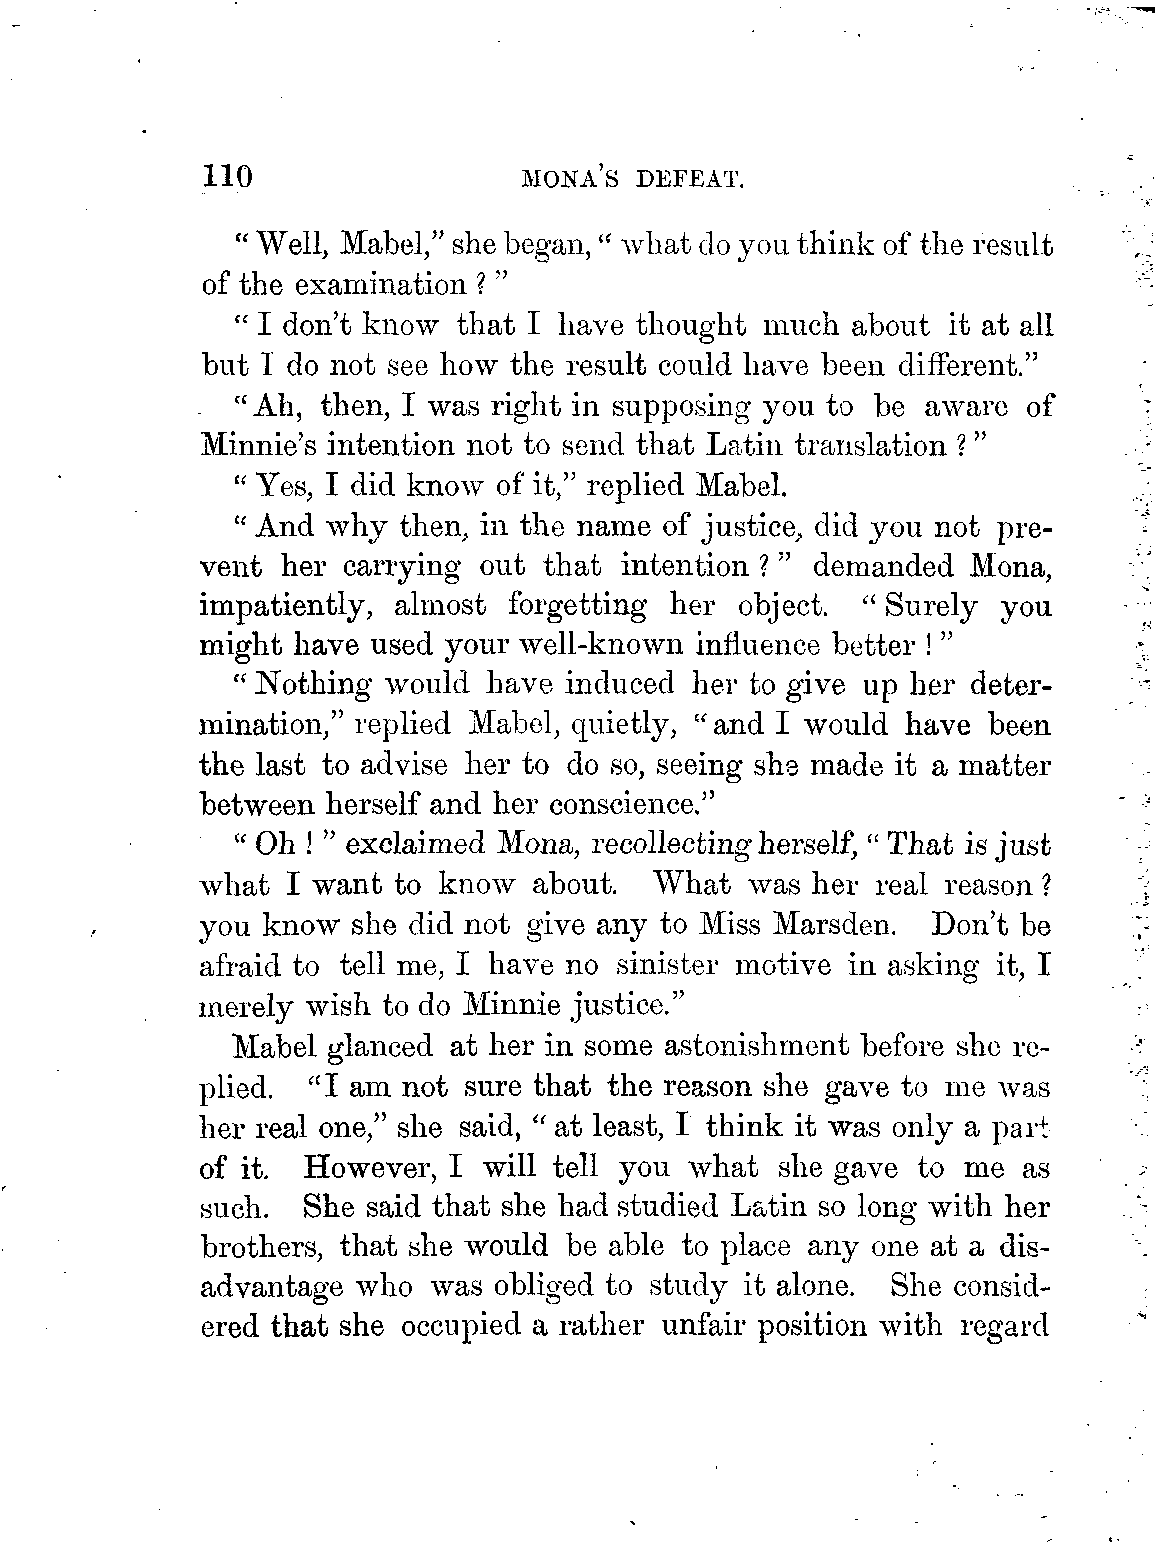 110 MONA'S DEFEAT.
“ Well, Mabel,” she began, “ what do you think of the result
of the examination ? ”
“ I don't know that I have thought much about it at all
but I do not see how the result could have been different.”
“ Ah, then, I was right in supposing you to be aware of
Minnie's intention not to send that Latin translation ? ”
“ Yes, I did know of it,” replied Mabel.
“ And why then, in the name of justice, did you not pre-
vent her carrying out that intention ? ” demanded Mona,
impatiently, almost forgetting her object. “ Surely you
might have used your well-known influence better ! ”
“ Nothing would have induced her to give up her deter-
mination,” replied Mabel, quietly, “ and I would have been
the last to advise her to do so, seeing she made it a matter
between herself and her conscience.”
“ Oh ! ” exclaimed Mona, recollecting herself, “ That is just
what I want to know about. What was her real reason ?
you know she did not give any to Miss Marsden. Don't be
afraid to tell me, I have no sinister motive in asking it, I
merely wish to do Minnie justice.”
Mabel glanced at her in some astonishment before she re-
plied. “I am not sure that the reason she gave to me was
her real one,” she said, “ at least, I think it was only a part
of it. However, I will tell you what she gave to me as
such. She said that she had studied Latin so long with her
brothers, that she would be able to place any one at a dis-
advantage who was obliged to study it alone. She consid-
ered that she occupied a rather unfair position with regard